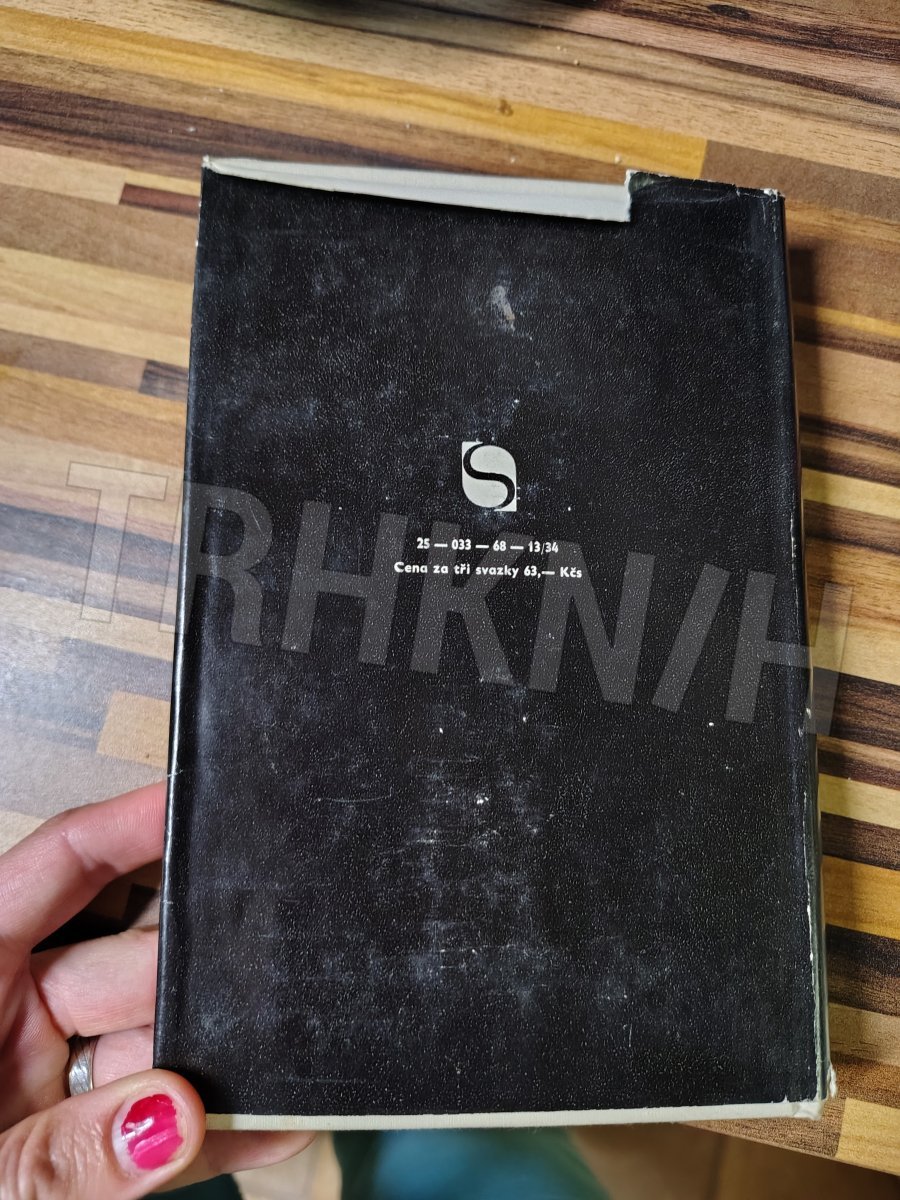 S
25 — 033 — 68 — 13/34
Cena za tři svazky 63,— Kčs
TRHKNIH